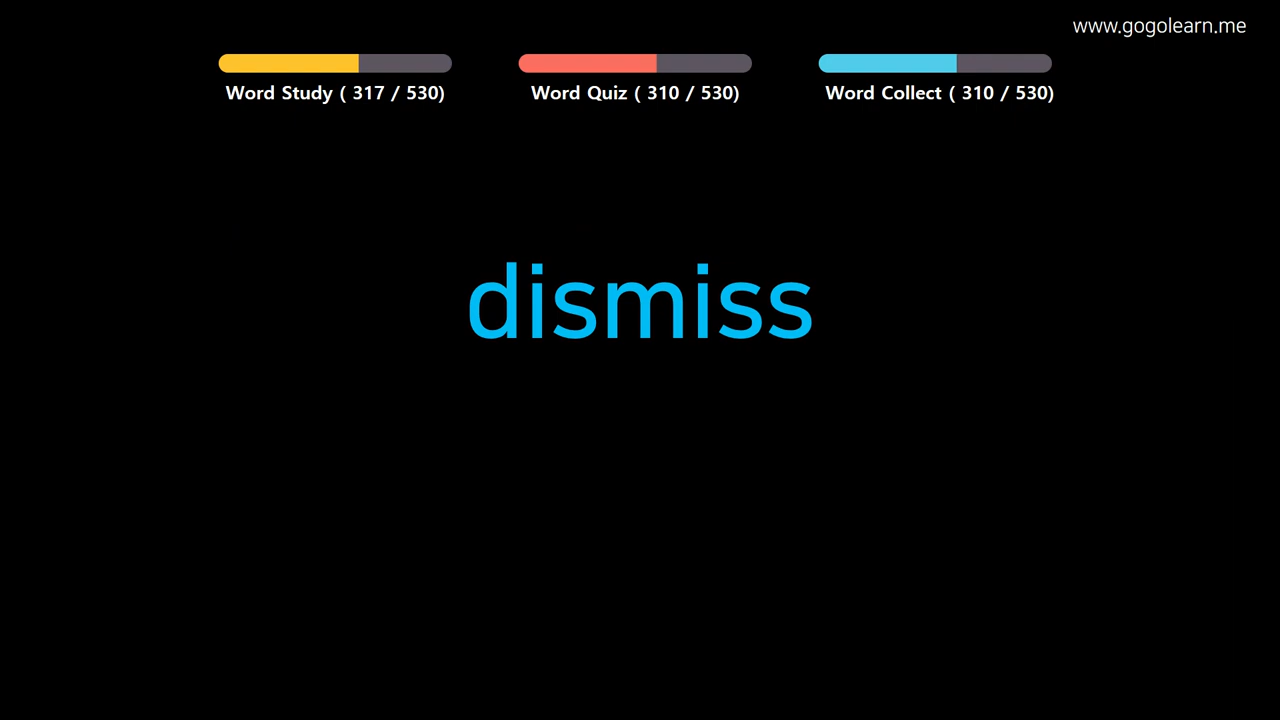 www.gogolearn.me
Word Study ( 317 / 530)
Word Quiz ( 310 / 530)
Word Collect ( 310 / 530)
dismiss